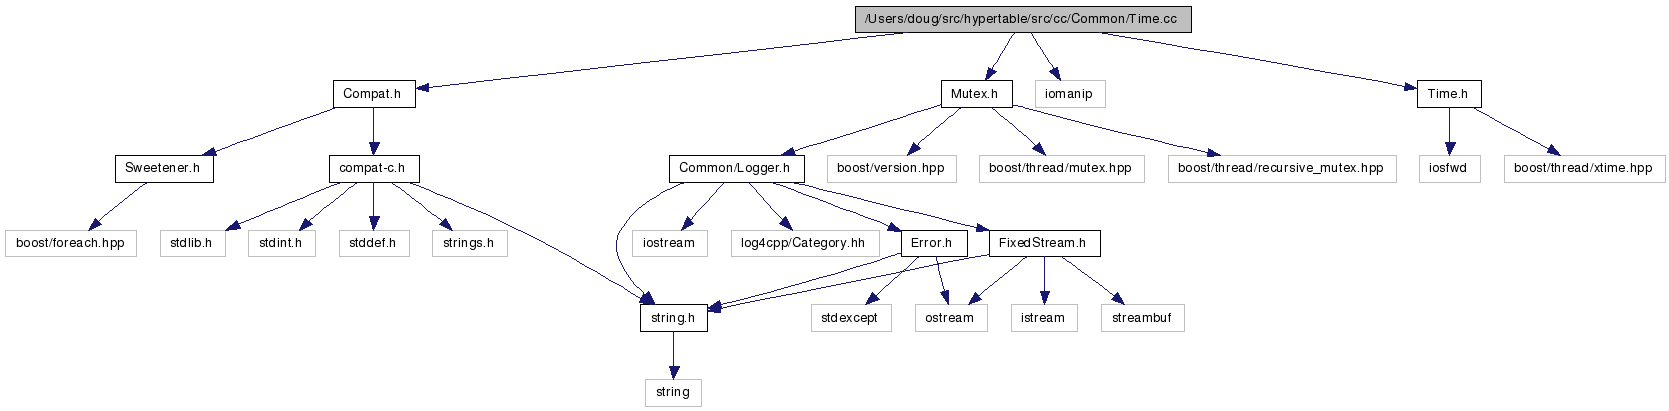 /Users/doug/src/hypertable/src/cc/Common/Time.cc
Compat.h
Mutex.h
iomanip
Time.h
Sweetener.h
compat-c.h
Common/Logger.h
boost/version.hpp
boost/thread/mutex.hpp
boost/thread/recursive_mutex.hpp
iosfwd
boost/thread/xtime.hpp
boost/foreach.hpp
stdlib.h
stdint.h
stddef.h
strings.h
iostream
log4cpp/Category.hh
Error.h
FixedStream.h
string.h
stdexcept
ostream
istream
streambuf
string